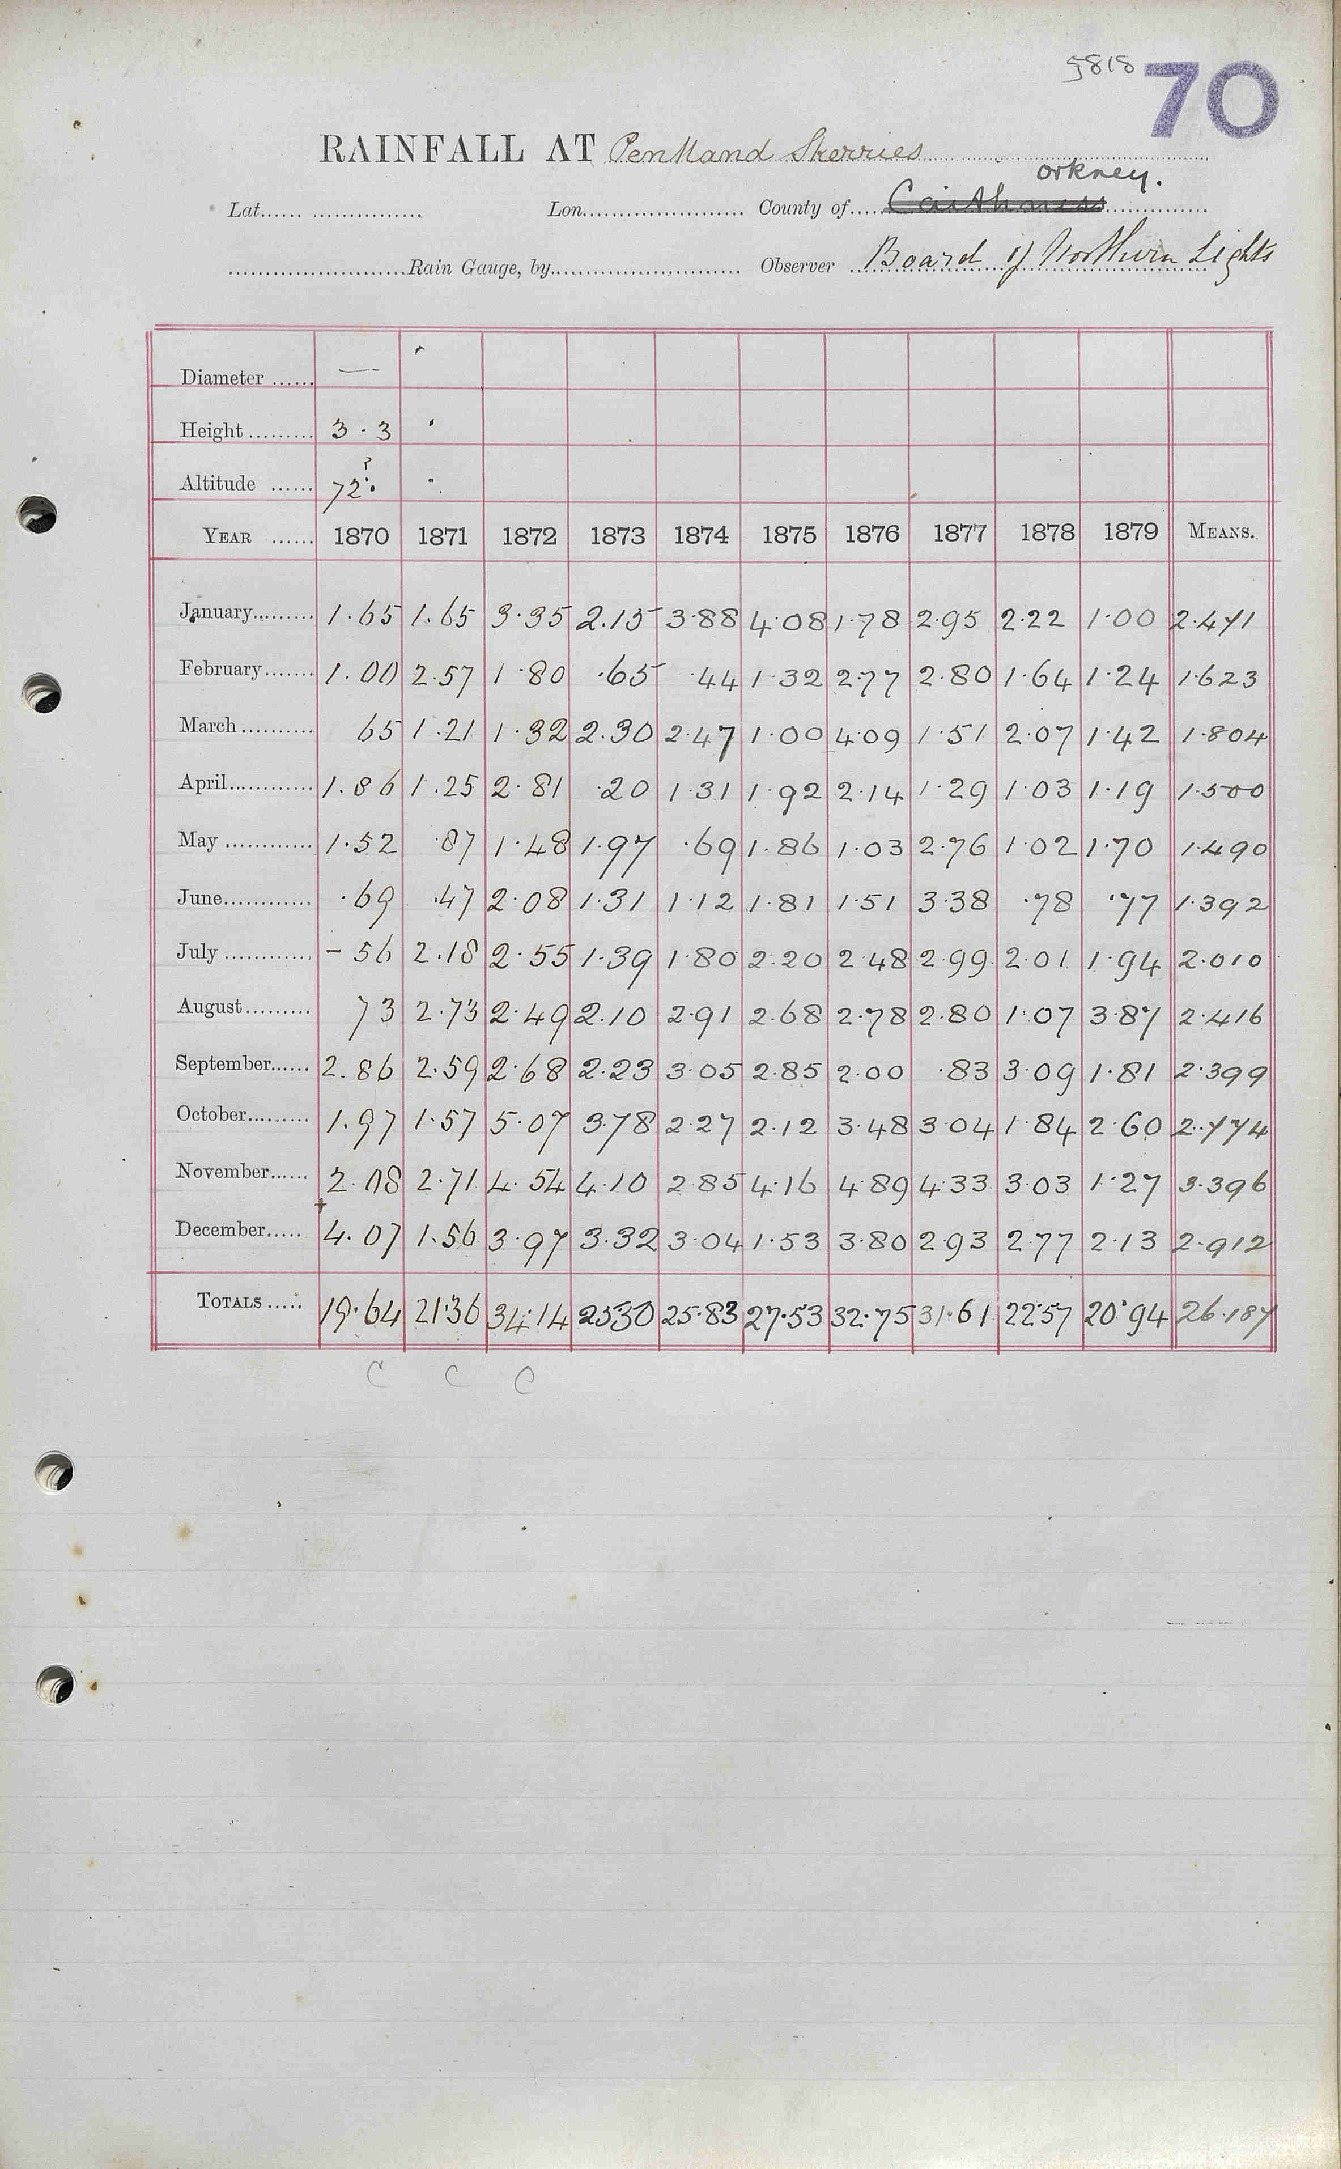 5818 70
RAINFALL AT Pentland Skerries
Orkney.
Lat. Lon. County of Caithness
Rain Gauge, by Observer Board of Northern Lights
Diameter —
Height 3.3
?
Altitude 72
YEAR 1870 1871 1872 1873 1874 1875 1876 1877 1878 1879 MEANS.
January 1.65 1.65 3.35 2.15 3.88 4.08 1.78 2.95 2.22 1.00 2.471
February 1.00 2.57 1.80 .65 .44 1.32 2.77 2.80 1.64 1.24 1.623
March 65 1.21 1.32 2.30 2.47 1.00 4.09 1.51 2.07 1.42 1.804
April 1.86 1.25 2.81 .20 1.31 1.92 2.14 1.29 1.03 1.19 1.500
May 1.52 .87 1.48 1.97 .69 1.86 1.03 2.76 1.02 1.70 1.490
June .69 .47 2.08 1.31 1.12 1.81 1.51 3.38 .78 .77 1.392
July - 56 2.18 2.55 1.39 1.80 2.20 2.48 2.99 2.01 1.94 2.010
August 73 2.73 2.49 2.10 2.91 2.68 2.78 2.80 1.07 3.87 2.416
September 2.86 2.59 2.68 2.23 3.05 2.85 2.00 .83 3.09 1.81 2.399
October 1.97 1.57 5.07 3.78 2.27 2.12 3.48 3.04 1.84 2.60 2.774
November 2.08 2.71 4.54 4.10 2.85 4.16 4.89 4.33 3.03 1.27 3.396
December 4.07 1.56 3.97 3.32 3.04 1.53 3.80 2.93 2.77 2.13 2.912
TOTALS 19.64 21.36 34.14 25.30 25.83 27.53 32.75 31.61 22.57 20.94 26.187
C C C